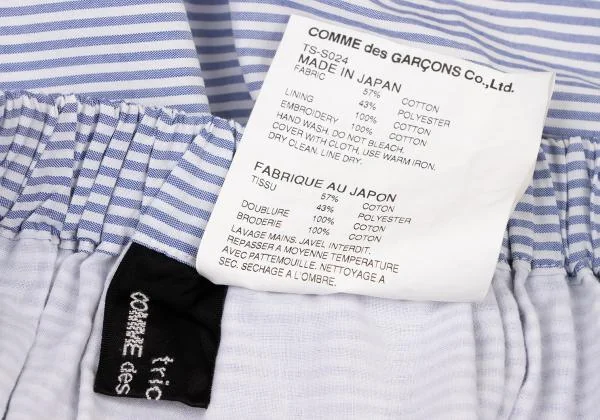 COMME des GARÇONS Co.,Ltd.
TS-S024
MADE IN JAPAN
FABRIC 57% COTTON
43% POLYESTER
LINING 100% COTTON
EMBROIDERY 100% COTTON
HAND WASH. DO NOT BLEACH.
COVER WITH CLOTH. USE WARM IRON.
DRY CLEAN. LINE DRY.
FABRIQUE AU JAPON
TISSU 57% COTON
43% POLYESTER
DOUBLURE 100% COTON
BRODERIE 100% COTON
LAVAGE MAINS. JAVEL INTERDIT.
REPASSER A MOYENNE TEMPERATURE
AVEC PATTEMOUILLE. NETTOYAGE A
SEC. SECHAGE A L'OMBRE.
tric
COMME des